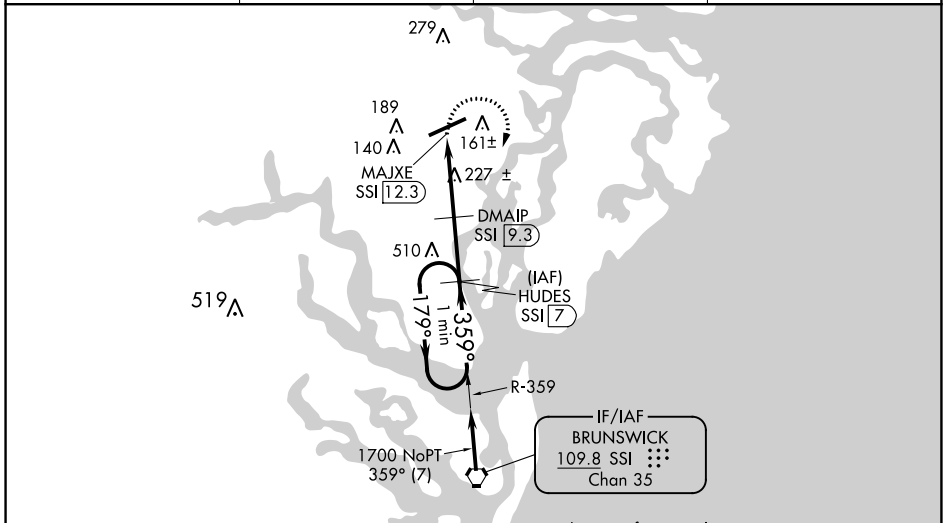 279
189
140
161±
MAJXE
SSI 12.3
227 ±
DMAIP
SSI 9.3
510
(IAF)
HUDES
SSI 7
519
179°
1 min
359°
R-359
1700 NoPT
359° (7)
IF/IAF
BRUNSWICK
109.8 SSI
Chan 35